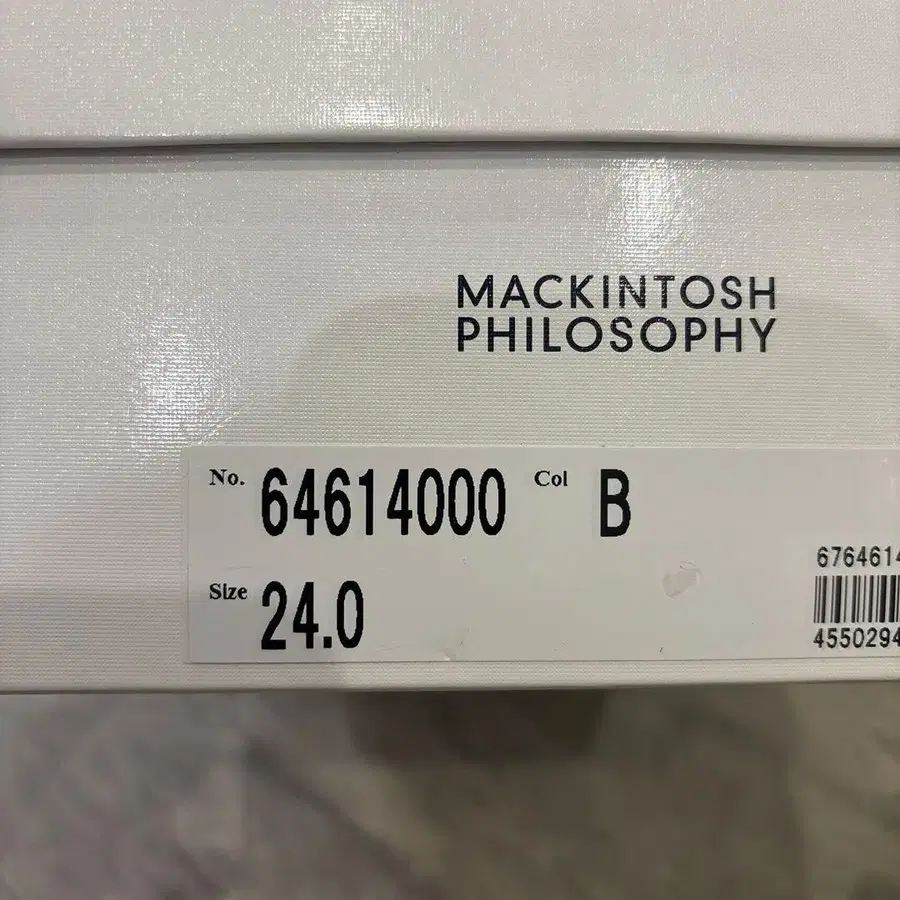 MACKINTOSH
PHILOSOPHY
No. 64614000 Col B
Size 24.0
6764614
4550294